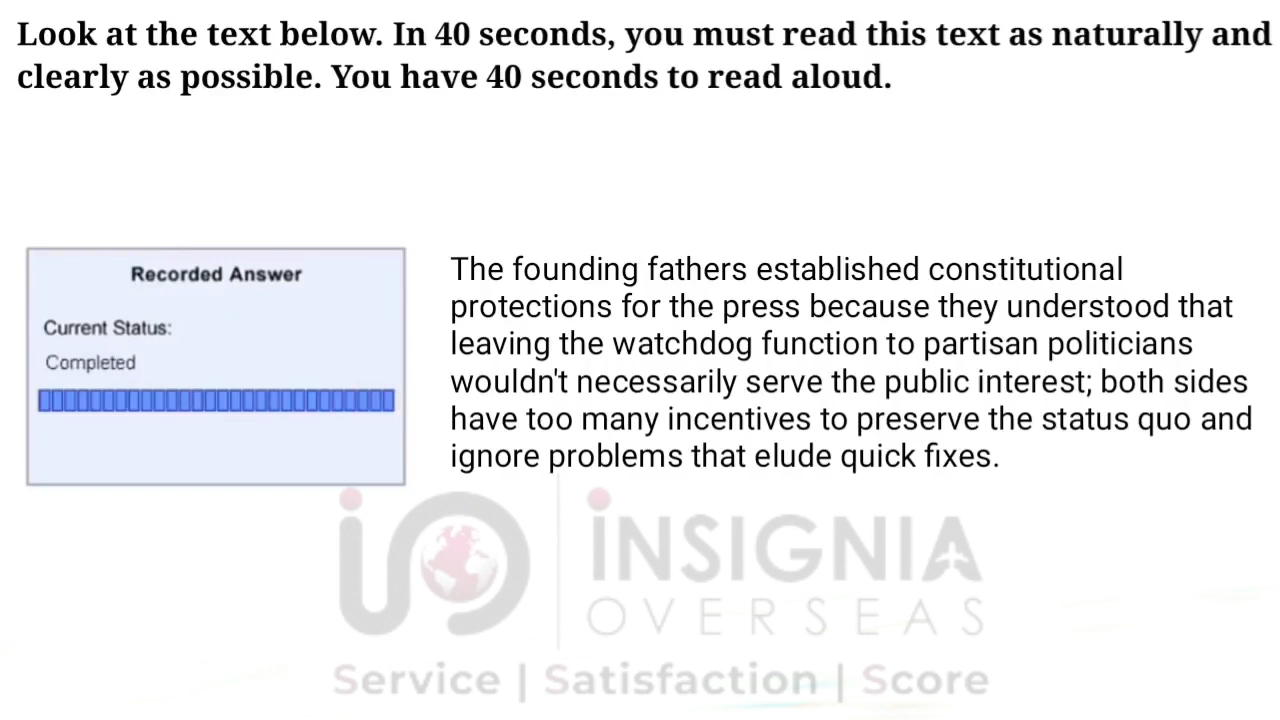 Look at the text below. In 40 seconds, you must read this text as naturally and
clearly as possible. You have 40 seconds to read aloud.
Recorded Answer
Current Status:
Completed
The founding fathers established constitutional
protections for the press because they understood that
leaving the watchdog function to partisan politicians
wouldn't necessarily serve the public interest; both sides
have too many incentives to preserve the status quo and
ignore problems that elude quick fixes.
iNSIGNIA
OVERSEAS
Service | Satisfaction | Score